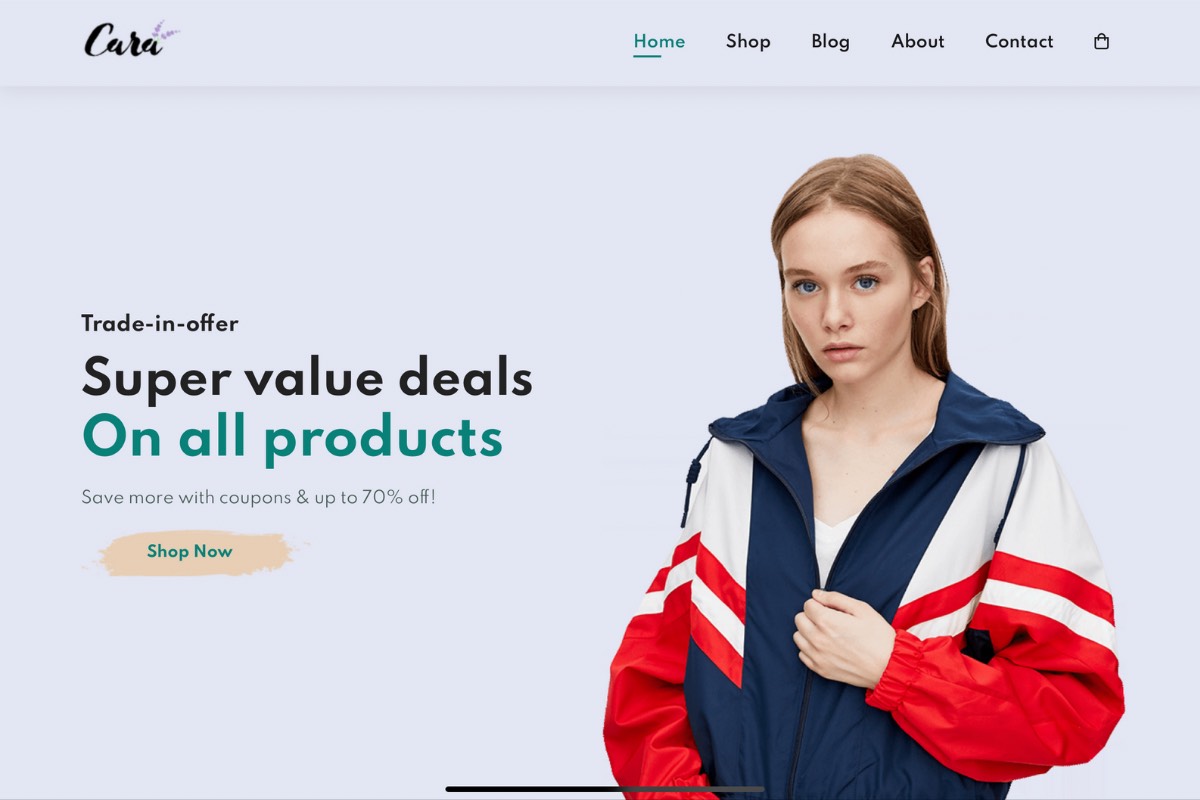 Cara
Home Shop Blog About Contact
Trade-in-offer
Super value deals
On all products
Save more with coupons & up to 70% off!
Shop Now